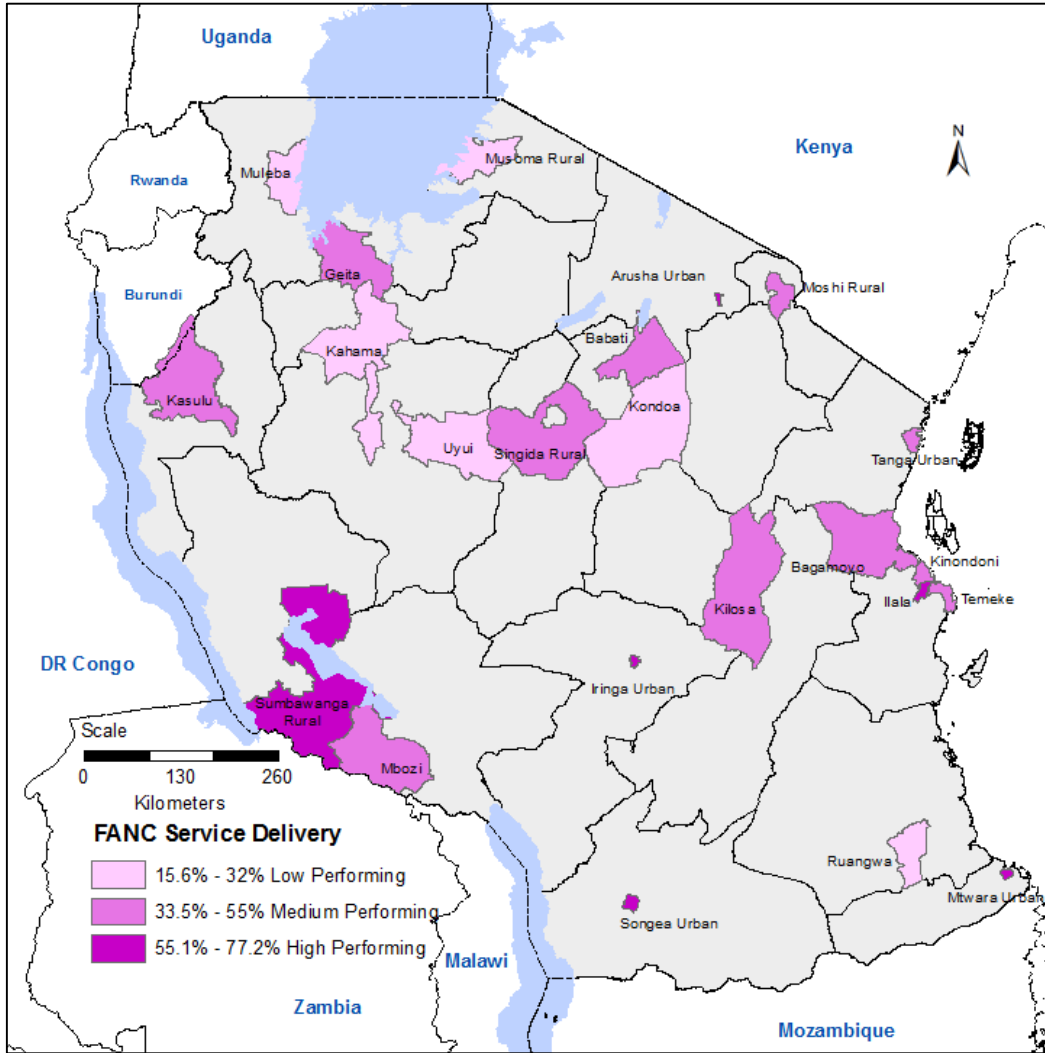 Uganda
Kenya
N
Rwanda
Muleba
Musoma Rural
Burundi
Geita
Arusha Urban
Moshi Rural
Kahama
Babati
Kasulu
Kondoa
Uyui
Singida Rural
Tanga Urban
Bagamoyo
Kinondoni
Kilosa
Ilala
Temeke
DR Congo
Iringa Urban
Sumbawanga
Rural
Scale
Mbozi
0 130 260
Kilometers
FANC Service Delivery
15.6% - 32% Low Performing
33.5% - 55% Medium Performing
55.1% - 77.2% High Performing
Ruangwa
Mtwara Urban
Songea Urban
Malawi
Zambia
Mozambique